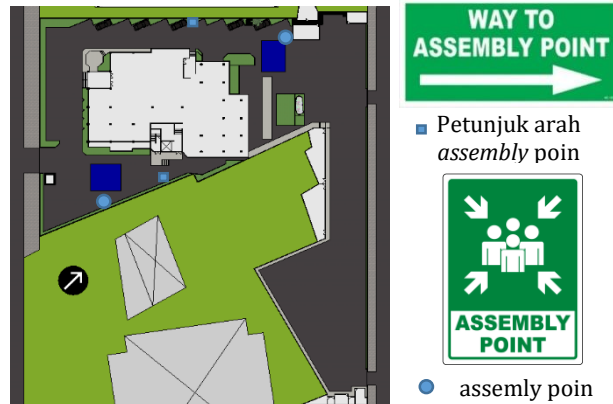 WAY TO
ASSEMBLY POINT
Petunjuk arah
assembly poin
ASSEMBLY
POINT
assemly poin